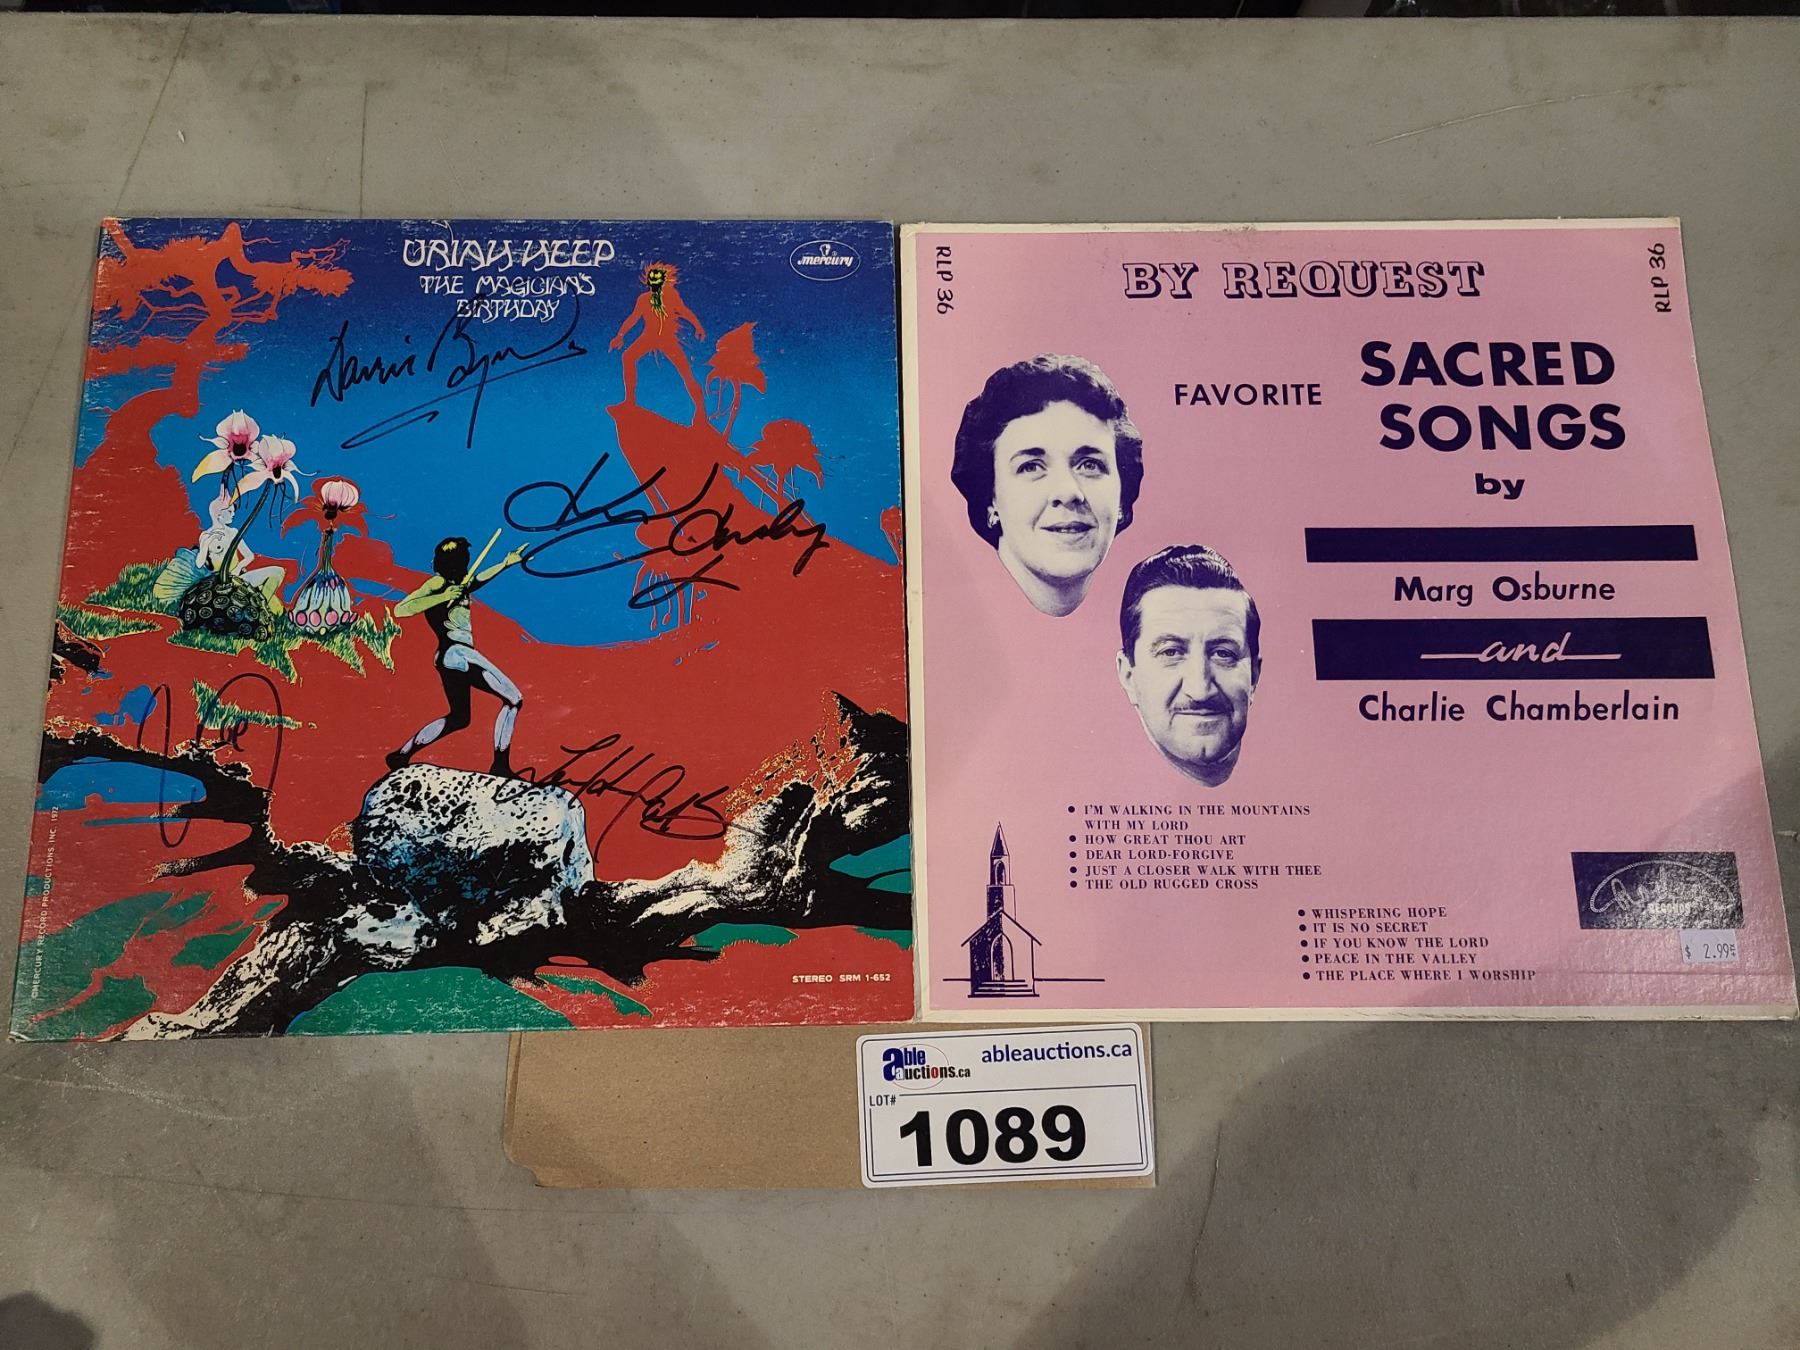 URIAH HEEP
THE MAGICIAN'S
BIRTHDAY
mercury
©MERCURY RECORD PRODUCTIONS, INC. 1972
STEREO SRM 1-652
RLP 36
BY REQUEST
RLP 36
FAVORITE
SACRED
SONGS
by
Marg Osburne
and
Charlie Chamberlain
• I'M WALKING IN THE MOUNTAINS
WITH MY LORD
• HOW GREAT THOU ART
• DEAR LORD-FORGIVE
• JUST A CLOSER WALK WITH THEE
• THE OLD RUGGED CROSS
• WHISPERING HOPE
• IT IS NO SECRET
• IF YOU KNOW THE LORD
• PEACE IN THE VALLEY
• THE PLACE WHERE I WORSHIP
RECORDS
$ 2.99
able
auctions.ca
ableauctions.ca
LOT#
1089